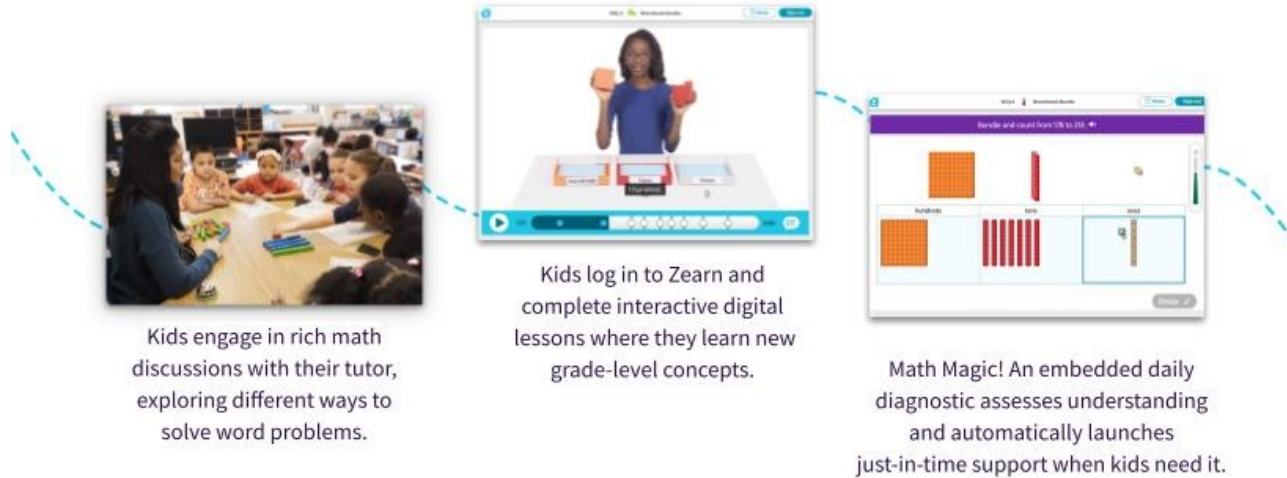 Kids engage in rich math
discussions with their tutor,
exploring different ways to
solve word problems.
Kids log in to Zearn and
complete interactive digital
lessons where they learn new
grade-level concepts.
Bundle and count from 178 to 213
hundreds
tens
ones
Math Magic! An embedded daily
diagnostic assesses understanding
and automatically launches
just-in-time support when kids need it.